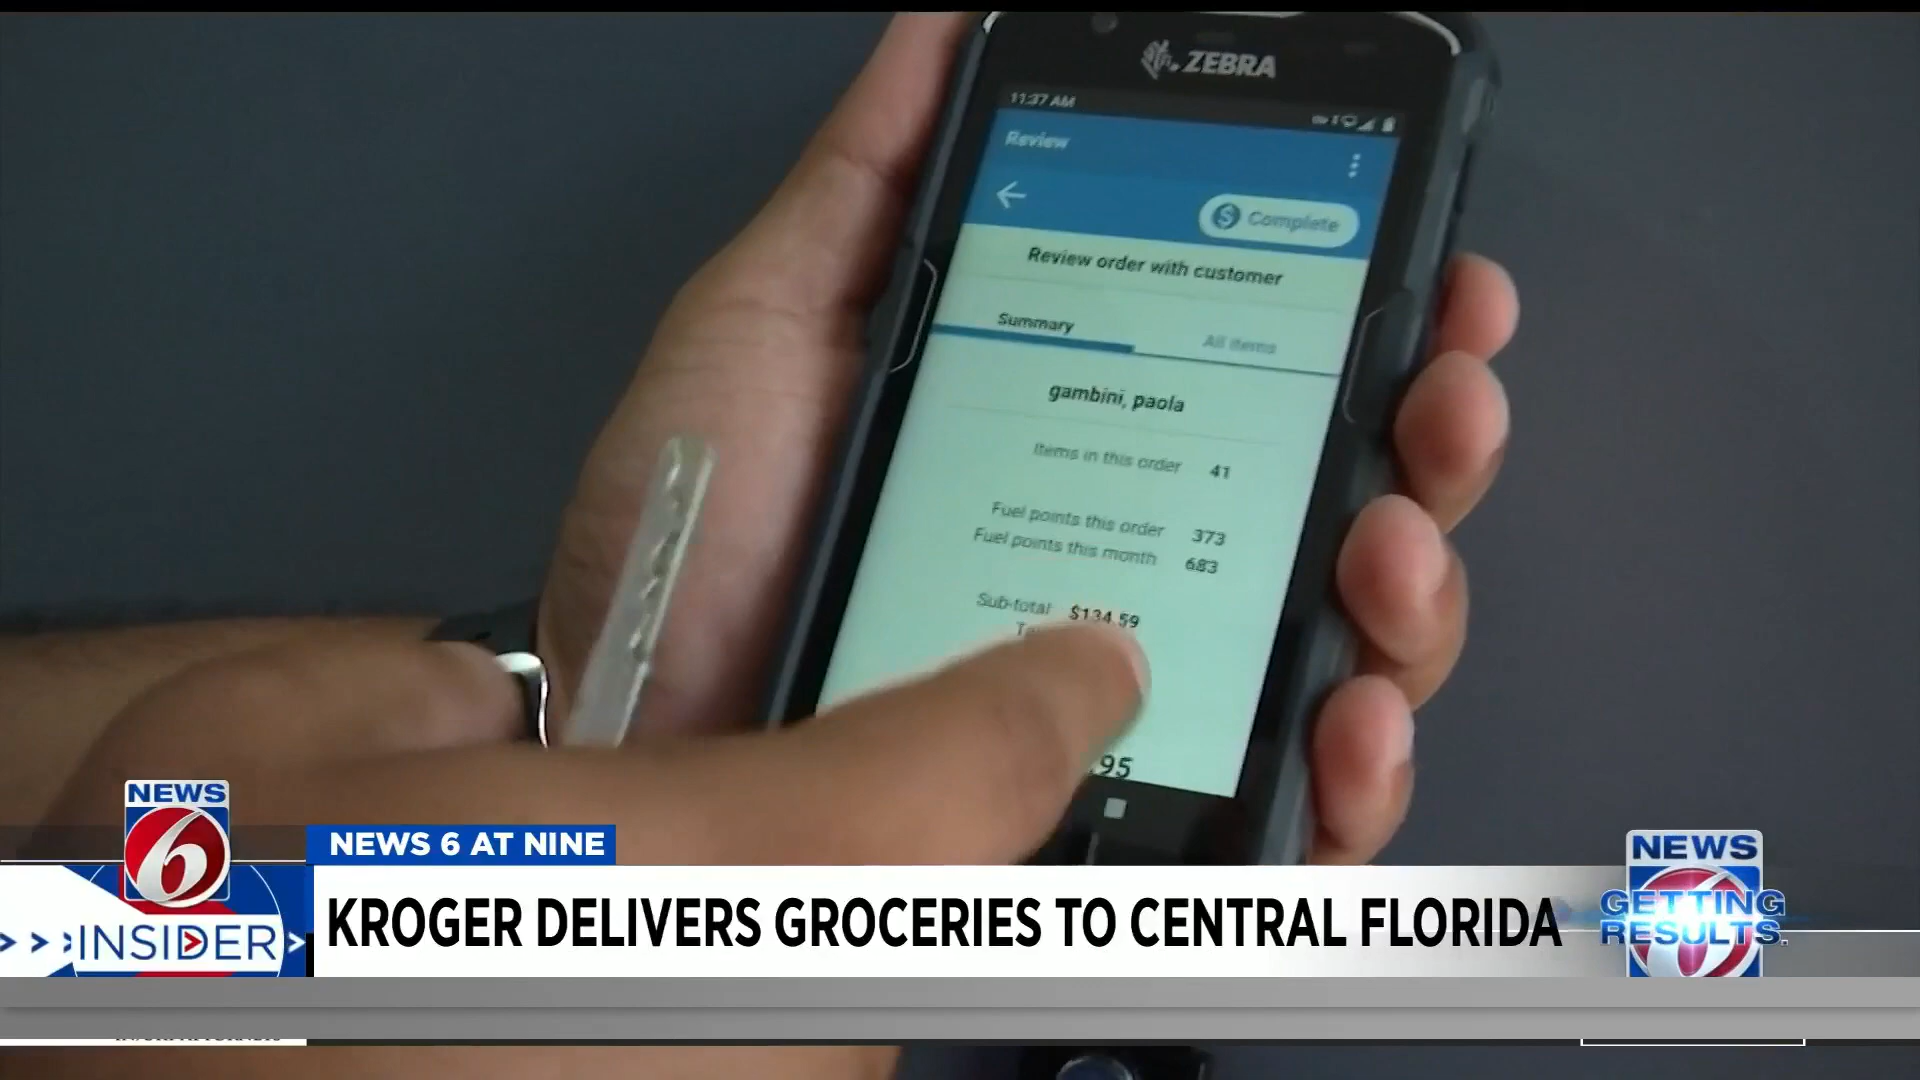 ZEBRA
11:37 AM
Review
Complete
Review order with customer
Summary
All items
gambini, paola
Items in this order 41
Fuel points this order 373
Fuel points this month 683
Sub-total $134.59
.95
NEWS
6
INSIDER
NEWS 6 AT NINE
KROGER DELIVERS GROCERIES TO CENTRAL FLORIDA
NEWS
6
GETTING
RESULTS.